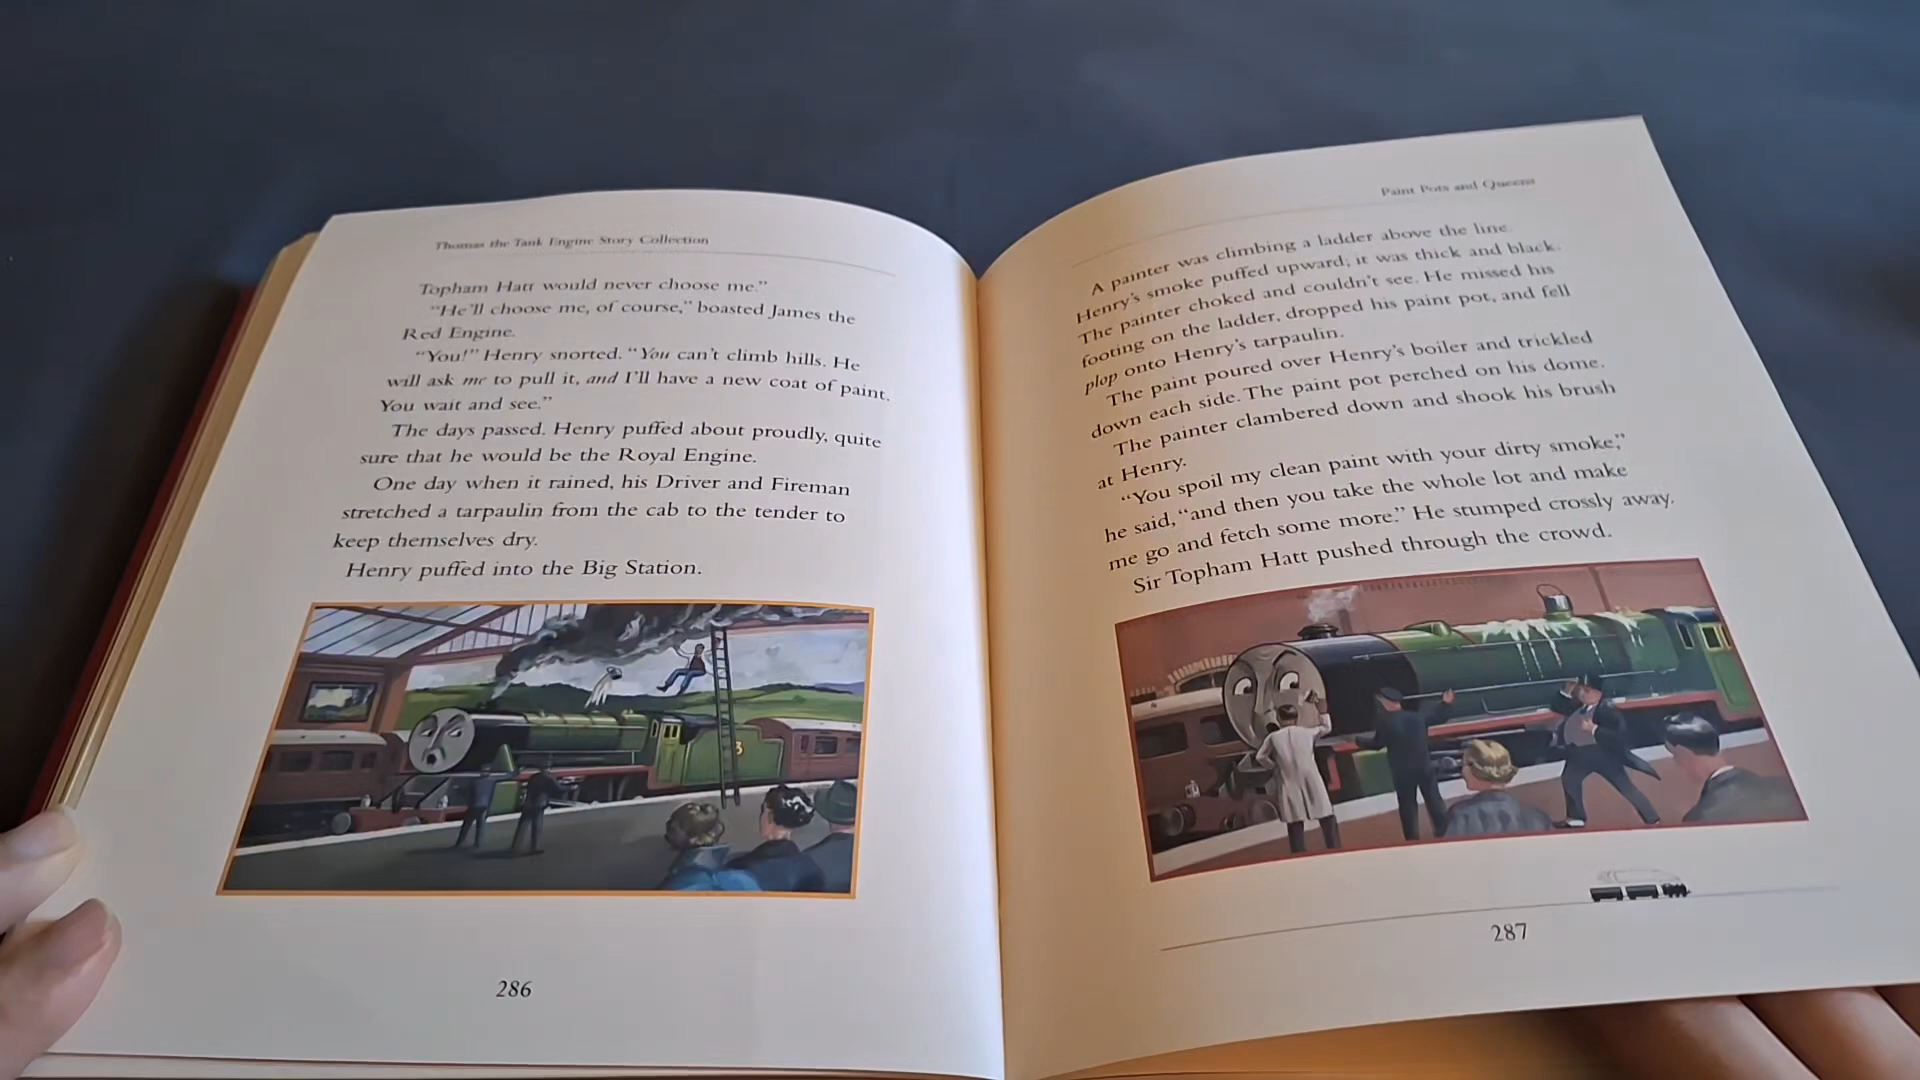 Thomas the Tank Engine Story Collection
Topham Hatt would never choose me.”
“He’ll choose me, of course,” boasted James the
Red Engine.
“You!” Henry snorted. “You can’t climb hills. He
will ask me to pull it, and I’ll have a new coat of paint.
You wait and see.”
The days passed. Henry puffed about proudly, quite
sure that he would be the Royal Engine.
One day when it rained, his Driver and Fireman
stretched a tarpaulin from the cab to the tender to
keep themselves dry.
Henry puffed into the Big Station.
3
286
Paint Pots and Queens
A painter was climbing a ladder above the line.
Henry’s smoke puffed upward; it was thick and black.
The painter choked and couldn’t see. He missed his
footing on the ladder, dropped his paint pot, and fell
plop onto Henry’s tarpaulin.
The paint poured over Henry’s boiler and trickled
down each side. The paint pot perched on his dome.
The painter clambered down and shook his brush
at Henry.
“You spoil my clean paint with your dirty smoke,”
he said, “and then you take the whole lot and make
me go and fetch some more.” He stumped crossly away.
Sir Topham Hatt pushed through the crowd.
287